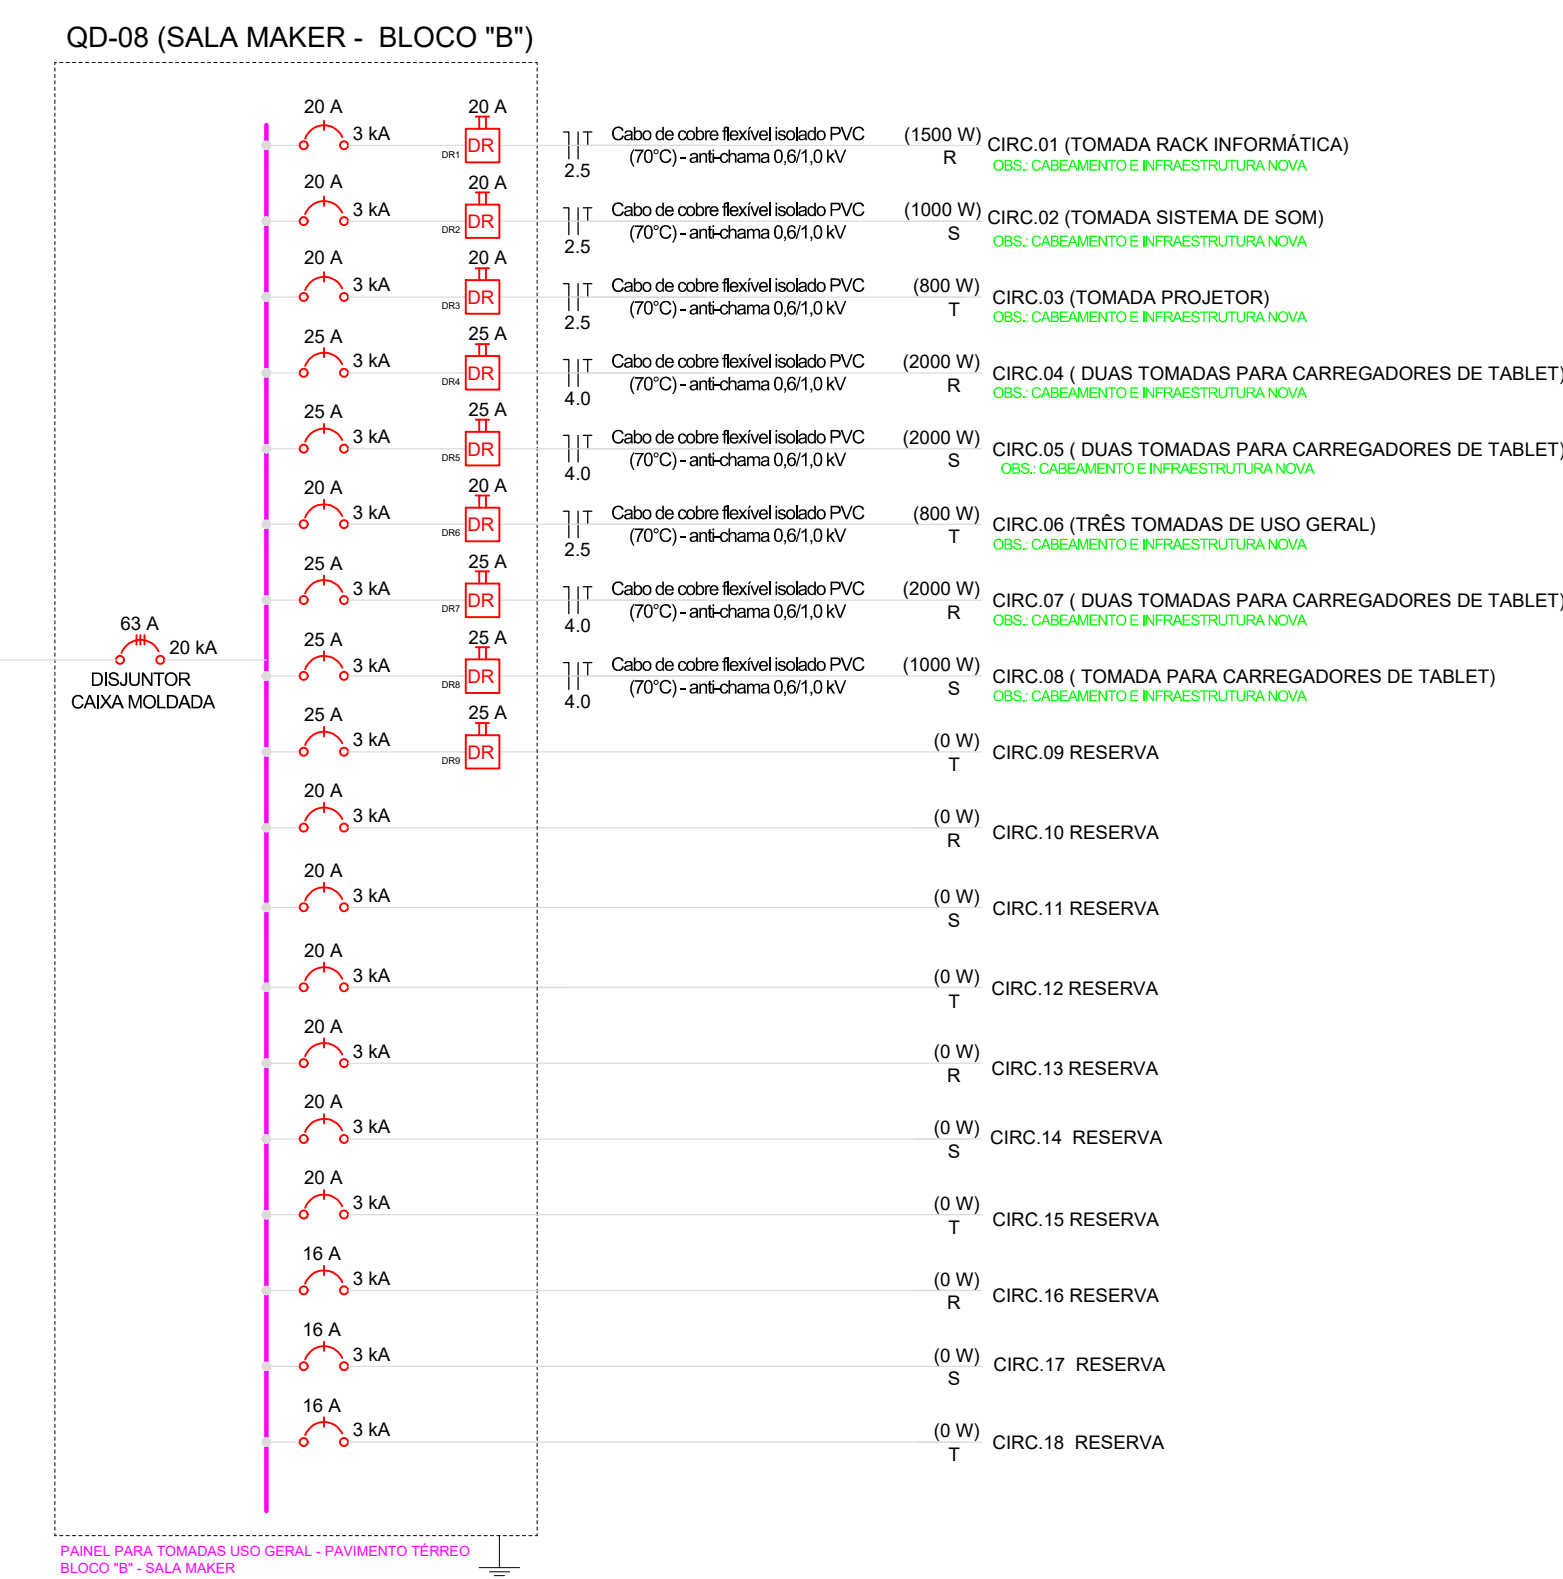 QD-08 (SALA MAKER - BLOCO "B")
20 A
3 kA
20 A
DR
DR1
2.5
T
Cabo de cobre flexível isolado PVC
(70°C) - anti-chama 0,6/1,0 kV
(1500 W)
R
CIRC.01 (TOMADA RACK INFORMÁTICA)
OBS.: CABEAMENTO E INFRAESTRUTURA NOVA
20 A
3 kA
20 A
DR
DR2
2.5
T
Cabo de cobre flexível isolado PVC
(70°C) - anti-chama 0,6/1,0 kV
(1000 W)
S
CIRC.02 (TOMADA SISTEMA DE SOM)
OBS.: CABEAMENTO E INFRAESTRUTURA NOVA
20 A
3 kA
20 A
DR
DR3
2.5
T
Cabo de cobre flexível isolado PVC
(70°C) - anti-chama 0,6/1,0 kV
(800 W)
T
CIRC.03 (TOMADA PROJETOR)
OBS.: CABEAMENTO E INFRAESTRUTURA NOVA
25 A
3 kA
25 A
DR
DR4
4.0
T
Cabo de cobre flexível isolado PVC
(70°C) - anti-chama 0,6/1,0 kV
(2000 W)
R
CIRC.04 ( DUAS TOMADAS PARA CARREGADORES DE TABLET)
OBS.: CABEAMENTO E INFRAESTRUTURA NOVA
25 A
3 kA
25 A
DR
DR5
4.0
T
Cabo de cobre flexível isolado PVC
(70°C) - anti-chama 0,6/1,0 kV
(2000 W)
S
CIRC.05 ( DUAS TOMADAS PARA CARREGADORES DE TABLET)
OBS.: CABEAMENTO E INFRAESTRUTURA NOVA
20 A
3 kA
20 A
DR
DR6
2.5
T
Cabo de cobre flexível isolado PVC
(70°C) - anti-chama 0,6/1,0 kV
(800 W)
T
CIRC.06 (TRÊS TOMADAS DE USO GERAL)
OBS.: CABEAMENTO E INFRAESTRUTURA NOVA
25 A
3 kA
25 A
DR
DR7
4.0
T
Cabo de cobre flexível isolado PVC
(70°C) - anti-chama 0,6/1,0 kV
(2000 W)
R
CIRC.07 ( DUAS TOMADAS PARA CARREGADORES DE TABLET)
OBS.: CABEAMENTO E INFRAESTRUTURA NOVA
63 A
20 kA
DISJUNTOR
CAIXA MOLDADA
25 A
3 kA
25 A
DR
DR8
4.0
T
Cabo de cobre flexível isolado PVC
(70°C) - anti-chama 0,6/1,0 kV
(1000 W)
S
CIRC.08 ( TOMADA PARA CARREGADORES DE TABLET)
OBS.: CABEAMENTO E INFRAESTRUTURA NOVA
25 A
3 kA
25 A
DR
DR9
(0 W)
T
CIRC.09 RESERVA
20 A
3 kA
(0 W)
R
CIRC.10 RESERVA
20 A
3 kA
(0 W)
S
CIRC.11 RESERVA
20 A
3 kA
(0 W)
T
CIRC.12 RESERVA
20 A
3 kA
(0 W)
R
CIRC.13 RESERVA
20 A
3 kA
(0 W)
S
CIRC.14 RESERVA
20 A
3 kA
(0 W)
T
CIRC.15 RESERVA
16 A
3 kA
(0 W)
R
CIRC.16 RESERVA
16 A
3 kA
(0 W)
S
CIRC.17 RESERVA
16 A
3 kA
(0 W)
T
CIRC.18 RESERVA
PAINEL PARA TOMADAS USO GERAL - PAVIMENTO TÉRREO
BLOCO "B" - SALA MAKER